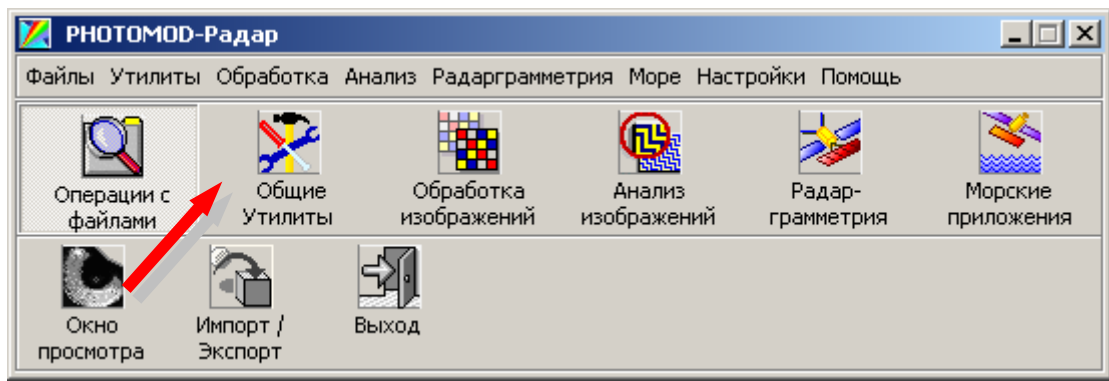 PHOTOMOD-Радар
Файлы Утилиты Обработка Анализ Радарграмметрия Море Настройки Помощь
Операции с
файлами
Общие
Утилиты
Обработка
изображений
Анализ
изображений
Радар-
грамметрия
Морские
приложения
Окно
просмотра
Импорт /
Экспорт
Выход